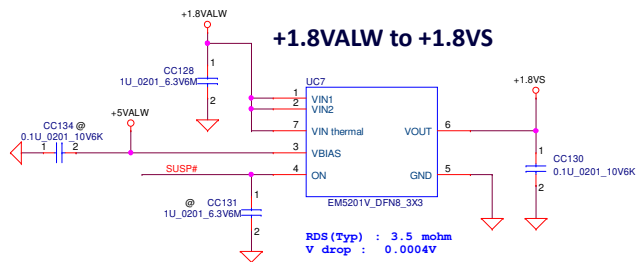 +1.8VALW
+1.8VALW to +1.8VS
CC128
1U_0201_6.3V6M
1
2
UC7
+1.8VS
1
VIN1
2
VIN2
7
VIN thermal
VOUT
6
+5VALW
CC134 @
0.1U_0201_10V6K
1
2
3
VBIAS
SUSP#
4
ON
GND
5
1
CC130
0.1U_0201_10V6K
2
@
CC131
1U_0201_6.3V6M
1
2
EM5201V_DFN8_3X3
RDS(Typ) : 3.5 mohm
V drop : 0.0004V